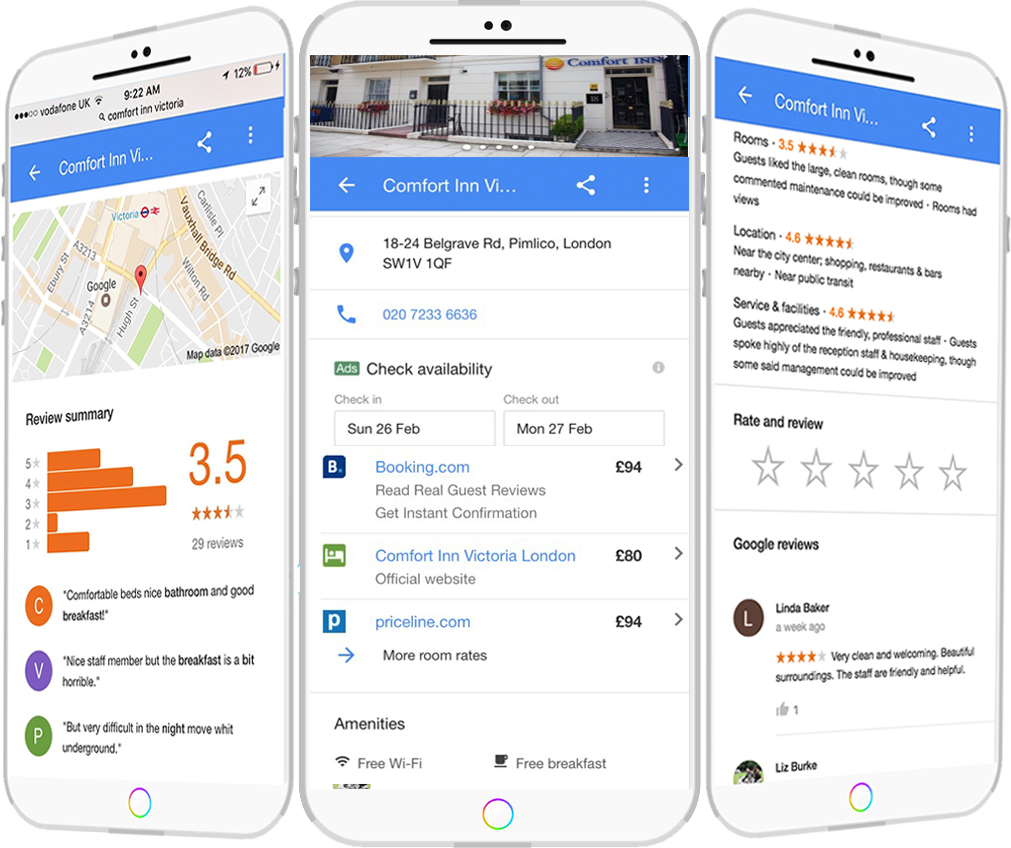 ●●●○○ vodafone UK
9:22 AM
12%
comfort inn victoria
Comfort Inn Vi...
Victoria
Carlisle Pl
Vauxhall Bridge Rd
A3213
Ebury St
Wilton Rd
Google
Hugh St
A3214
Map data ©2017 Google
Review summary
5
4
3
2
1
3.5
29 reviews
C
"Comfortable beds nice bathroom and good
breakfast!"
V
"Nice staff member but the breakfast is a bit
horrible."
P
"But very difficult in the night move whit
underground."
Comfort INN
18
Comfort Inn Vi...
18-24 Belgrave Rd, Pimlico, London
SW1V 1QF
020 7233 6636
Ads Check availability
Check in Check out
Sun 26 Feb Mon 27 Feb
B. Booking.com £94
Read Real Guest Reviews
Get Instant Confirmation
Comfort Inn Victoria London £80
Official website
p priceline.com £94
More room rates
Amenities
Free Wi-Fi Free breakfast
Comfort Inn Vi...
Rooms · 3.5
Guests liked the large, clean rooms, though some
commented maintenance could be improved · Rooms had
views
Location · 4.6
Near the city center; shopping, restaurants & bars
nearby · Near public transit
Service & facilities · 4.6
Guests appreciated the friendly, professional staff · Guests
spoke highly of the reception staff & housekeeping, though
some said management could be improved
Rate and review
Google reviews
L
Linda Baker
a week ago
Very clean and welcoming. Beautiful
surroundings. The staff are friendly and helpful.
1
Liz Burke